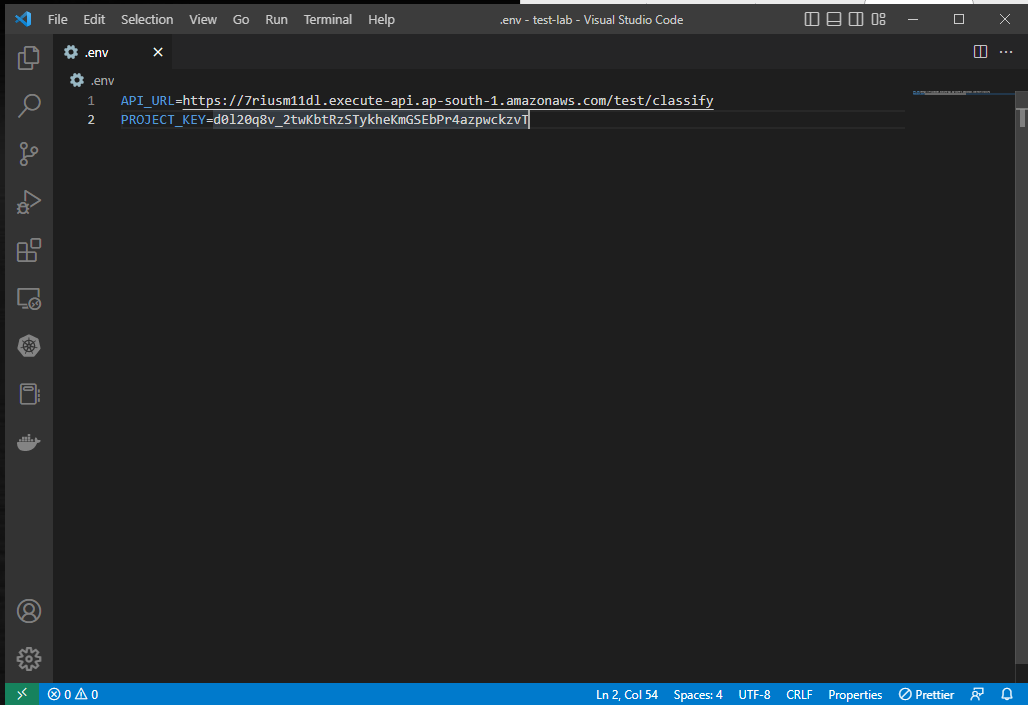 File Edit Selection View Go Run Terminal Help .env - test-lab - Visual Studio Code
.env
.env
1 API_URL=https://7riusm11dl.execute-api.ap-south-1.amazonaws.com/test/classify
2 PROJECT_KEY=d0l20q8v_2twKbtRzSTykheKmGSEbPr4azpwckzvT
0 0 Ln 2, Col 54 Spaces: 4 UTF-8 CRLF Properties Prettier